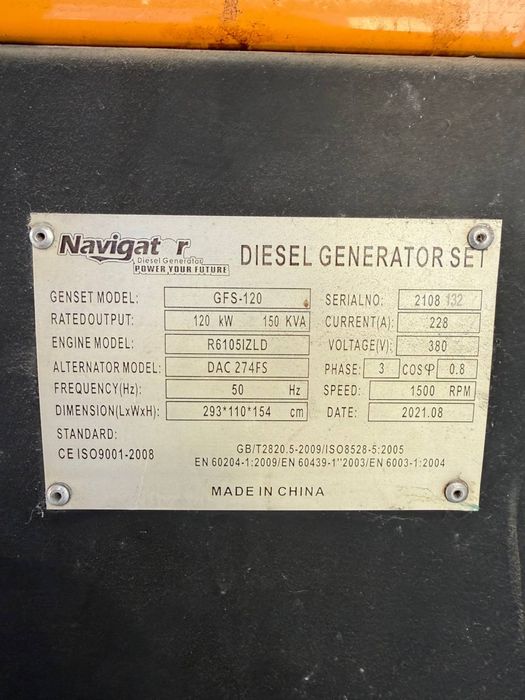 Navigat r
Diesel Generator
POWER YOUR FUTURE
DIESEL GENERATOR SET
GENSET MODEL: GFS-120 SERIALNO: 2108 132
RATEDOUTPUT: 120 kW 150 KVA CURRENT(A): 228
ENGINE MODEL: R6105IZLD VOLTAGE(V): 380
ALTERNATOR MODEL: DAC 274FS PHASE: 3 COSφ 0.8
FREQUENCY(Hz): 50 Hz SPEED: 1500 RPM
DIMENSION(LxWxH): 293*110*154 cm DATE: 2021.08
STANDARD:
CE ISO9001-2008 GB/T2820.5-2009/ISO8528-5:2005
EN 60204-1:2009/EN 60439-1"2003/EN 6003-1:2004
MADE IN CHINA